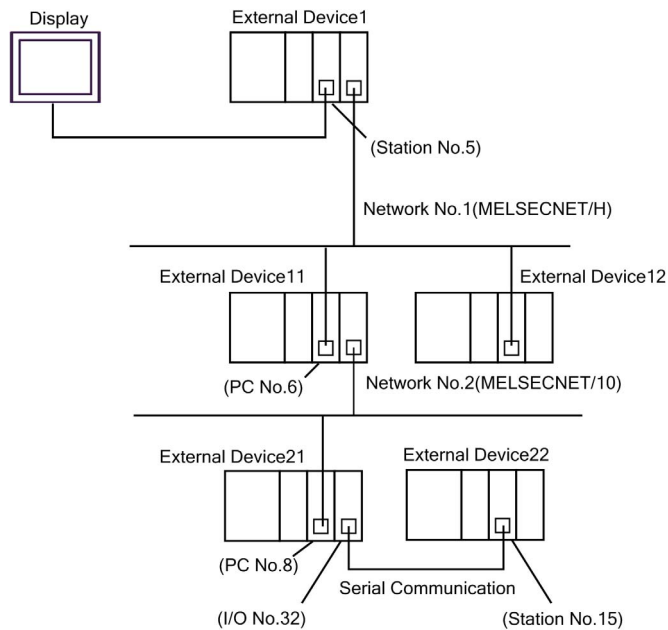 Display
External Device1
(Station No.5)
Network No.1(MELSECNET/H)
External Device11
External Device12
(PC No.6)
Network No.2(MELSECNET/10)
External Device21
External Device22
(PC No.8)
Serial Communication
(I/O No.32)
(Station No.15)